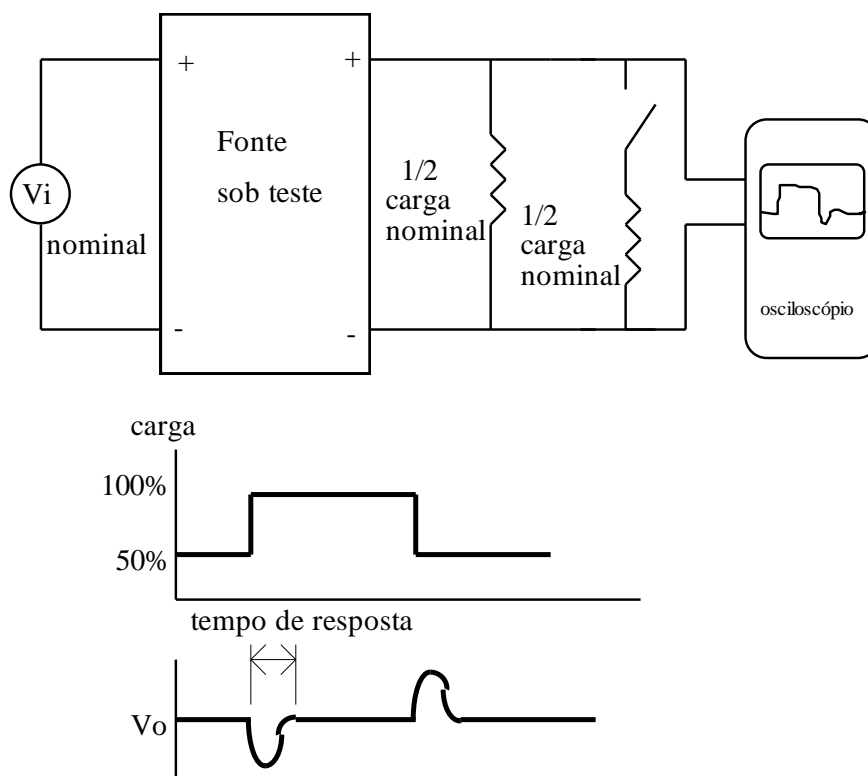 +
+
Fonte
sob teste
Vi
nominal
1/2
carga
nominal
1/2
carga
nominal
osciloscópio
-
-
carga
100%
50%
tempo de resposta
Vo